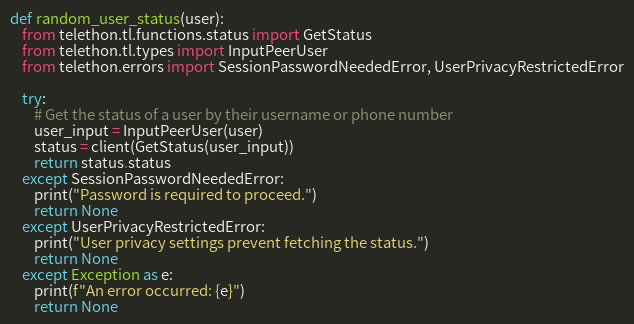 def random_user_status(user):
    from telethon.tl.functions.status import GetStatus
    from telethon.tl.types import InputPeerUser
    from telethon.errors import SessionPasswordNeededError, UserPrivacyRestrictedError

    try:
        # Get the status of a user by their username or phone number
        user_input = InputPeerUser(user)
        status = client(GetStatus(user_input))
        return status.status
    except SessionPasswordNeededError:
        print("Password is required to proceed.")
        return None
    except UserPrivacyRestrictedError:
        print("User privacy settings prevent fetching the status.")
        return None
    except Exception as e:
        print(f"An error occurred: {e}")
        return None